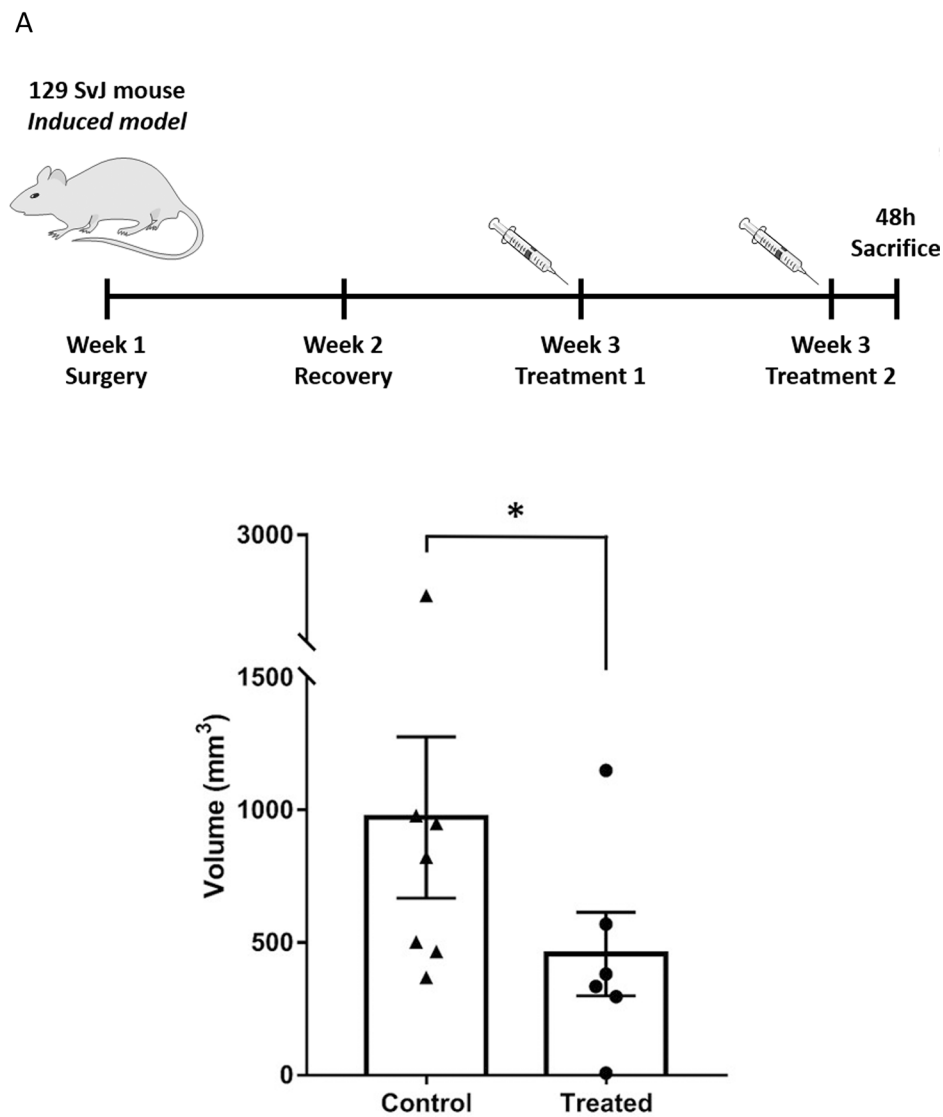 A
129 SvJ mouse
Induced model
48h
Sacrifice
Week 1
Surgery
Week 2
Recovery
Week 3
Treatment 1
Week 3
Treatment 2
*
3000
1500
1000
500
0
Volume (mm³)
Control
Treated